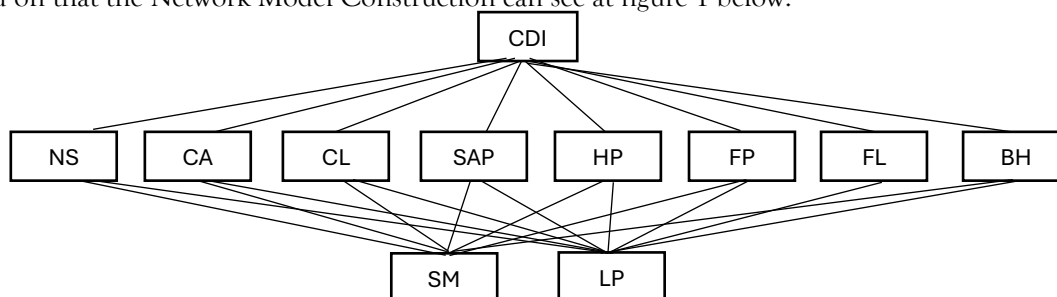 on that the Network Model Construction can see at figure 1 below:
CDI
NS CA CL SAP HP FP FL BH
SM LP